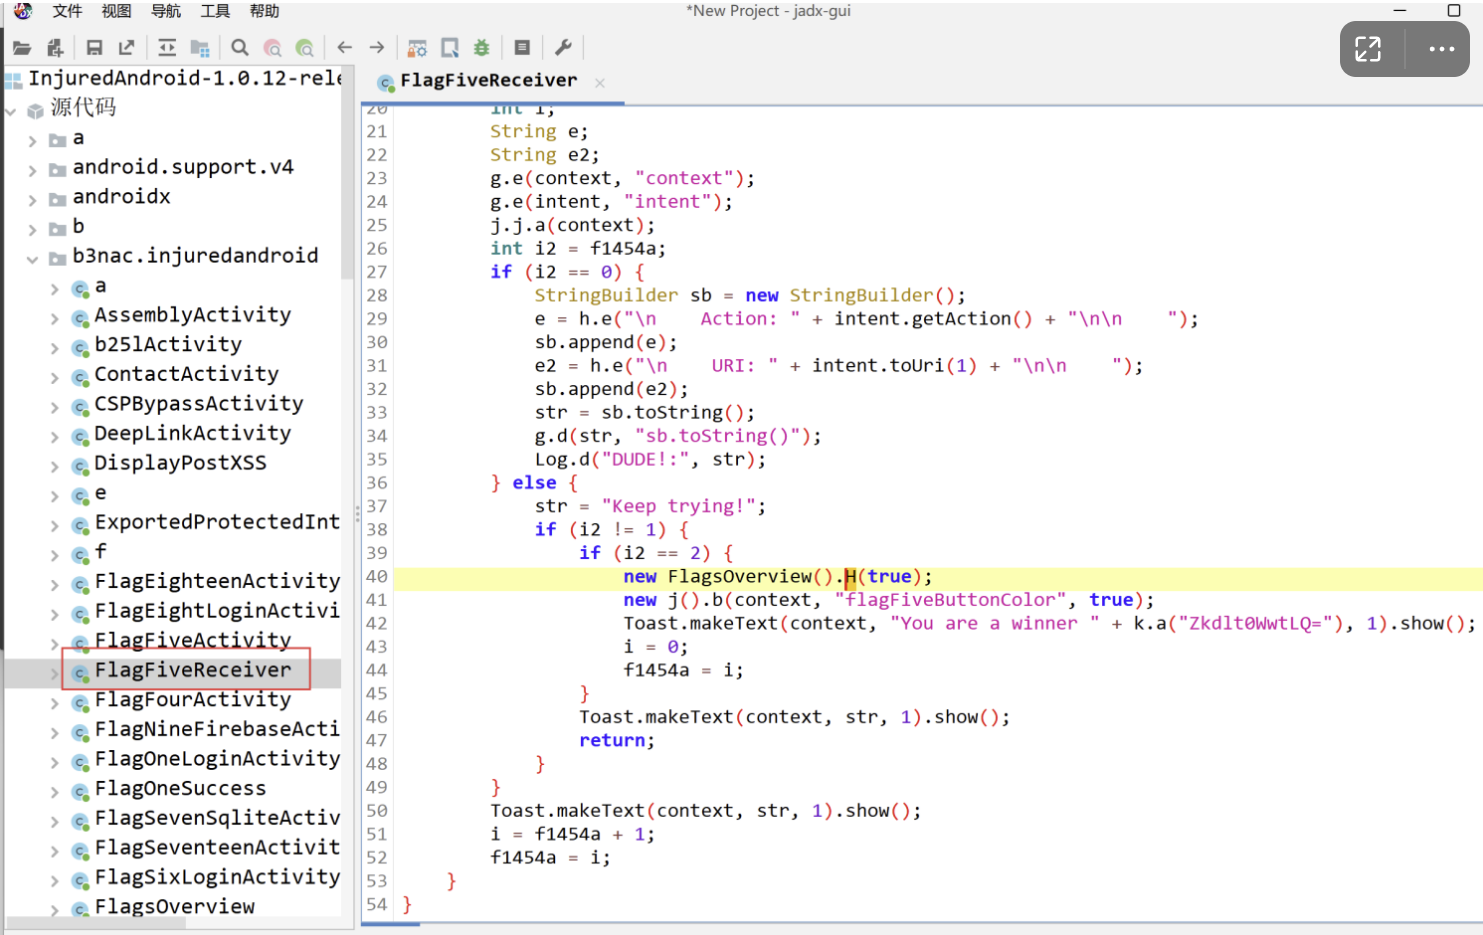 文件 视图 导航 工具 帮助 *New Project - jadx-gui
InjuredAndroid-1.0.12-rele
源代码
a
android.support.v4
androidx
b
b3nac.injuredandroid
a
AssemblyActivity
b25lActivity
ContactActivity
CSPBypassActivity
DeepLinkActivity
DisplayPostXSS
e
ExportedProtectedInt
f
FlagEighteenActivity
FlagEightLoginActivi
FlagFiveActivity
FlagFiveReceiver
FlagFourActivity
FlagNineFirebaseActi
FlagOneLoginActivity
FlagOneSuccess
FlagSevenSqliteActiv
FlagSeventeenActivit
FlagSixLoginActivity
FlagsOverview
FlagFiveReceiver
20 int i;
21 String e;
22 String e2;
23 g.e(context, "context");
24 g.e(intent, "intent");
25 j.j.a(context);
26 int i2 = f1454a;
27 if (i2 == 0) {
28 StringBuilder sb = new StringBuilder();
29 e = h.e("\n    Action: " + intent.getAction() + "\n\n    ");
30 sb.append(e);
31 e2 = h.e("\n    URI: " + intent.toUri(1) + "\n\n    ");
32 sb.append(e2);
33 str = sb.toString();
34 g.d(str, "sb.toString()");
35 Log.d("DUDE!:", str);
36 } else {
37 str = "Keep trying!";
38 if (i2 != 1) {
39 if (i2 == 2) {
40 new FlagsOverview().H(true);
41 new j().b(context, "flagFiveButtonColor", true);
42 Toast.makeText(context, "You are a winner " + k.a("Zkdlt0WwtLQ="), 1).show();
43 i = 0;
44 f1454a = i;
45 }
46 Toast.makeText(context, str, 1).show();
47 return;
48 }
49 }
50 Toast.makeText(context, str, 1).show();
51 i = f1454a + 1;
52 f1454a = i;
53 }
54 }